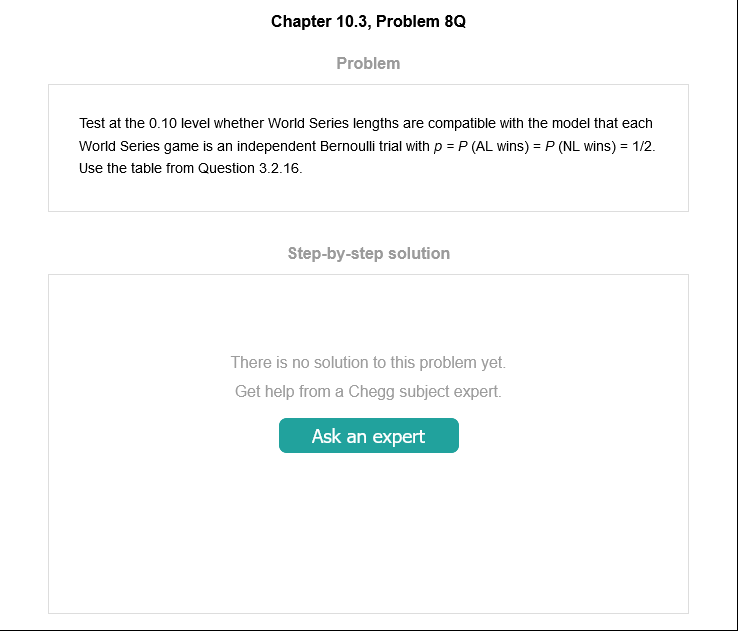 Chapter 10.3, Problem 8Q
Problem
Test at the 0.10 level whether World Series lengths are compatible with the model that each
World Series game is an independent Bernoulli trial with p = P (AL wins) = P (NL wins) = 1/2.
Use the table from Question 3.2.16.
Step-by-step solution
There is no solution to this problem yet.
Get help from a Chegg subject expert.
Ask an expert